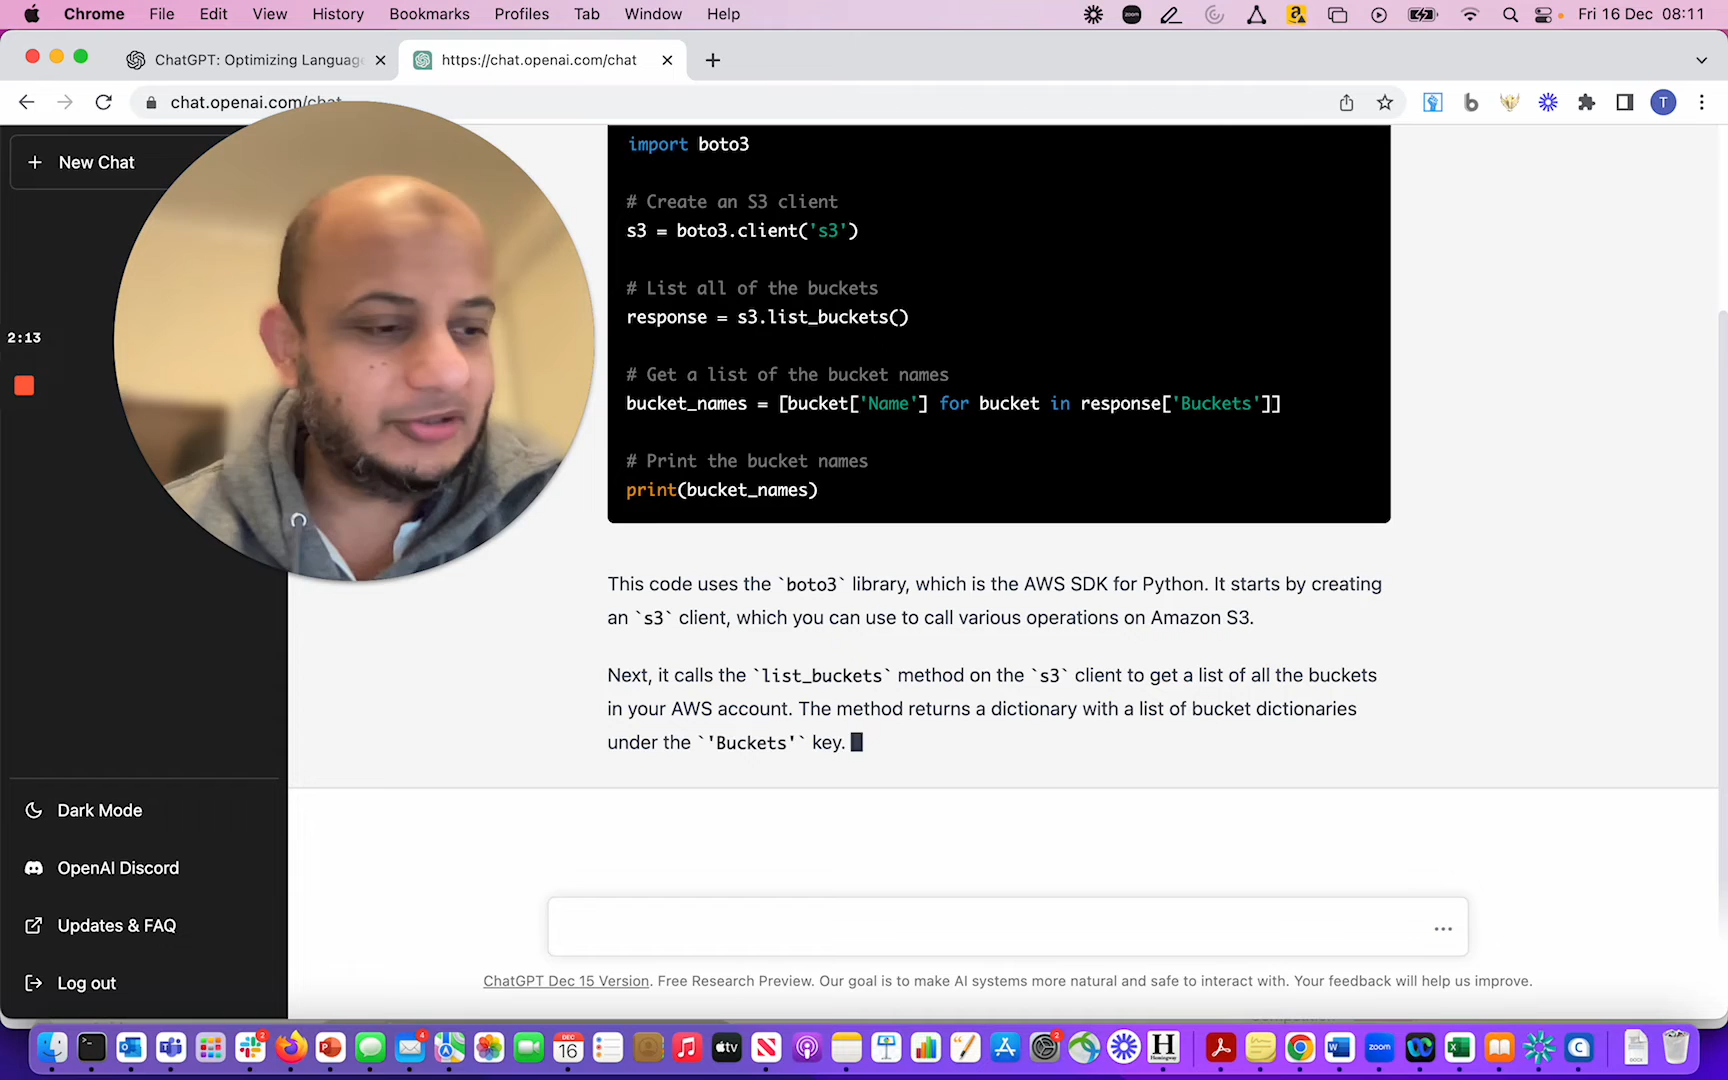 Chrome File Edit View History Bookmarks Profiles Tab Window Help Fri 16 Dec 08:11
ChatGPT: Optimizing Language https://chat.openai.com/chat
chat.openai.com/chat T
New Chat
2:13
import boto3
# Create an S3 client
s3 = boto3.client('s3')
# List all of the buckets
response = s3.list_buckets()
# Get a list of the bucket names
bucket_names = [bucket['Name'] for bucket in response['Buckets']]
# Print the bucket names
print(bucket_names)
This code uses the `boto3` library, which is the AWS SDK for Python. It starts by creating
an `s3` client, which you can use to call various operations on Amazon S3.
Next, it calls the `list_buckets` method on the `s3` client to get a list of all the buckets
in your AWS account. The method returns a dictionary with a list of bucket dictionaries
under the `'Buckets'` key.
Dark Mode
OpenAI Discord
Updates & FAQ
Log out
ChatGPT Dec 15 Version. Free Research Preview. Our goal is to make AI systems more natural and safe to interact with. Your feedback will help us improve.